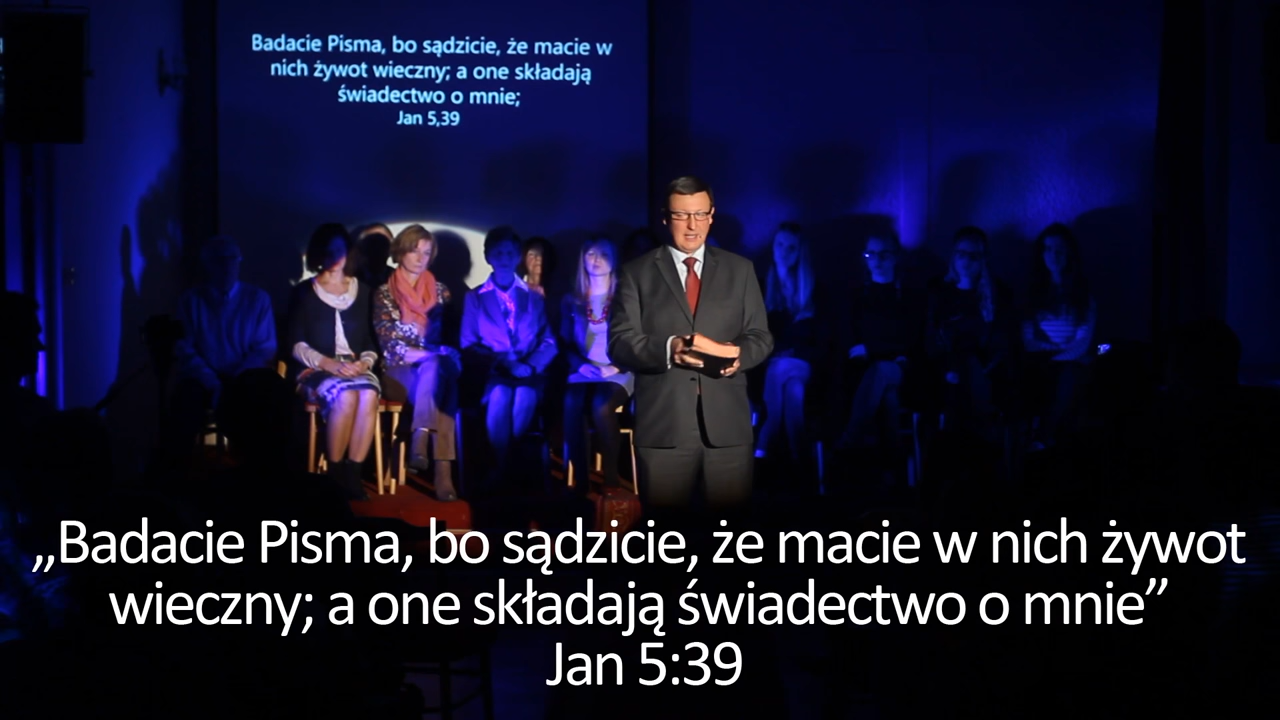 Badacie Pisma, bo sądzicie, że macie w
nich żywot wieczny; a one składają
świadectwo o mnie;
Jan 5,39
„Badacie Pisma, bo sądzicie, że macie w nich żywot
wieczny; a one składają świadectwo o mnie”
Jan 5:39